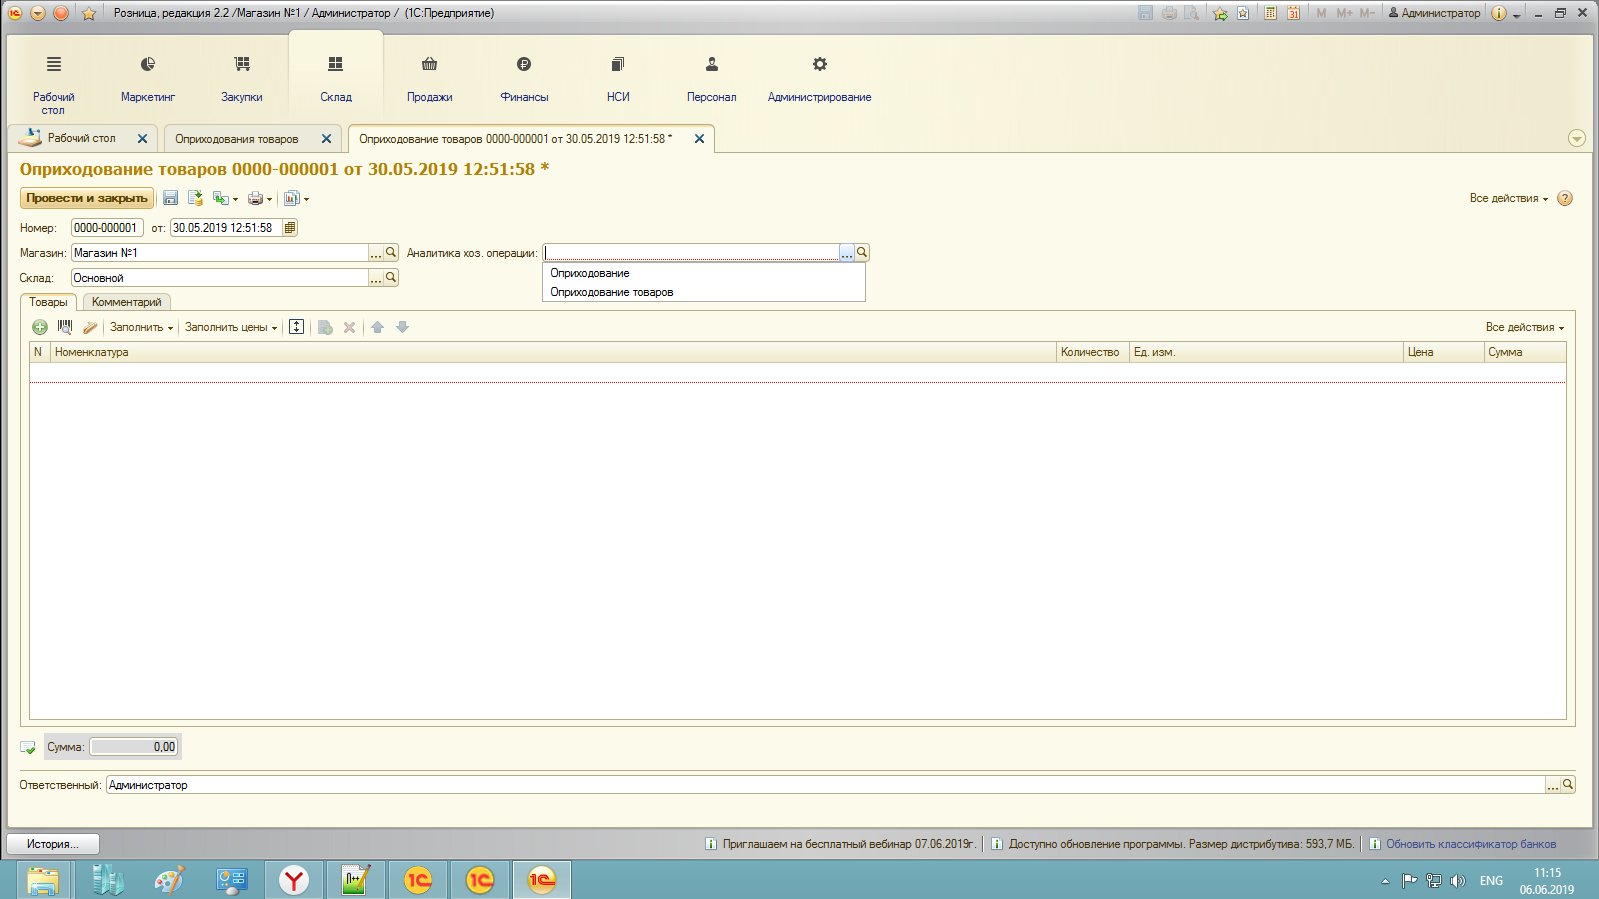 Розница, редакция 2.2 /Магазин №1 / Администратор / (1С:Предприятие)
M M+ M- Администратор
Рабочий стол
Маркетинг
Закупки
Склад
Продажи
Финансы
НСИ
Персонал
Администрирование
Рабочий стол
Оприходования товаров
Оприходование товаров 0000-000001 от 30.05.2019 12:51:58 *
Оприходование товаров 0000-000001 от 30.05.2019 12:51:58 *
Провести и закрыть
Все действия
Номер: 0000-000001 от: 30.05.2019 12:51:58
Магазин: Магазин №1 ... Аналитика хоз. операции: ...
Оприходование
Склад: Основной ...
Оприходование товаров
Товары Комментарий
Заполнить Заполнить цены Все действия
N Номенклатура Количество Ед. изм. Цена Сумма
Сумма: 0,00
Ответственный: Администратор ...
История...
Приглашаем на бесплатный вебинар 07.06.2019г.
Доступно обновление программы. Размер дистрибутива: 593,7 МБ.
Обновить классификатор банков
ENG
11:15
06.06.2019